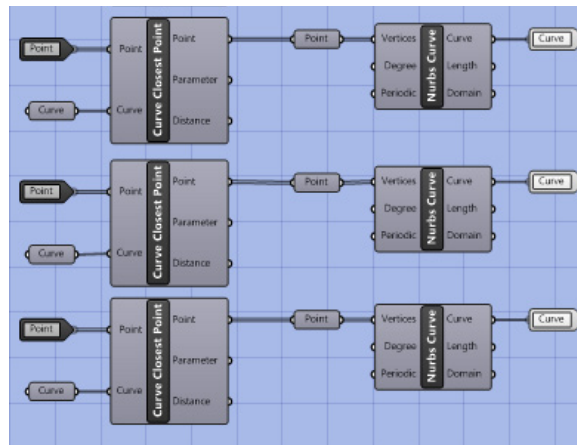 Point
Point
Curve
Curve Closest Point
Point
Parameter
Distance
Point
Vertices
Degree
Periodic
Nurbs Curve
Curve
Length
Domain
Curve
Point
Point
Curve
Curve Closest Point
Point
Parameter
Distance
Point
Vertices
Degree
Periodic
Nurbs Curve
Curve
Length
Domain
Curve
Point
Point
Curve
Curve Closest Point
Point
Parameter
Distance
Point
Vertices
Degree
Periodic
Nurbs Curve
Curve
Length
Domain
Curve
Curve
Curve
Curve